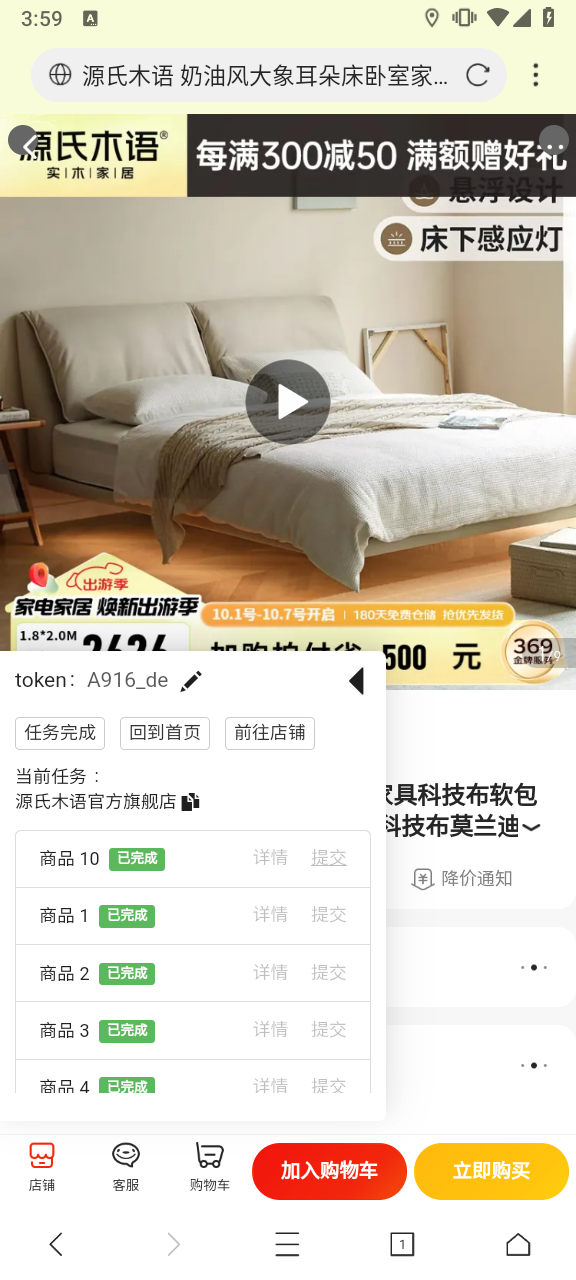 3:59
源氏木语 奶油风大象耳朵床卧室家...
源氏木语®
实|木|家|居
每满300减50 满额赠好礼
悬浮设计
床下感应灯
出游季
家电家居 焕新出游季
10.1号-10.7号开启 | 180天免费仓储 抢优先发货
1.8*2.0M
500 元
369
金牌服务
token: A916_de
任务完成
回到首页
前往店铺
当前任务：
源氏木语官方旗舰店
家具科技布软包
科技布莫兰迪
降价通知
商品 10 已完成 详情 提交
商品 1 已完成 详情 提交
商品 2 已完成 详情 提交
商品 3 已完成 详情 提交
商品 4 已完成 详情 提交
店铺
客服
购物车
加入购物车
立即购买
1